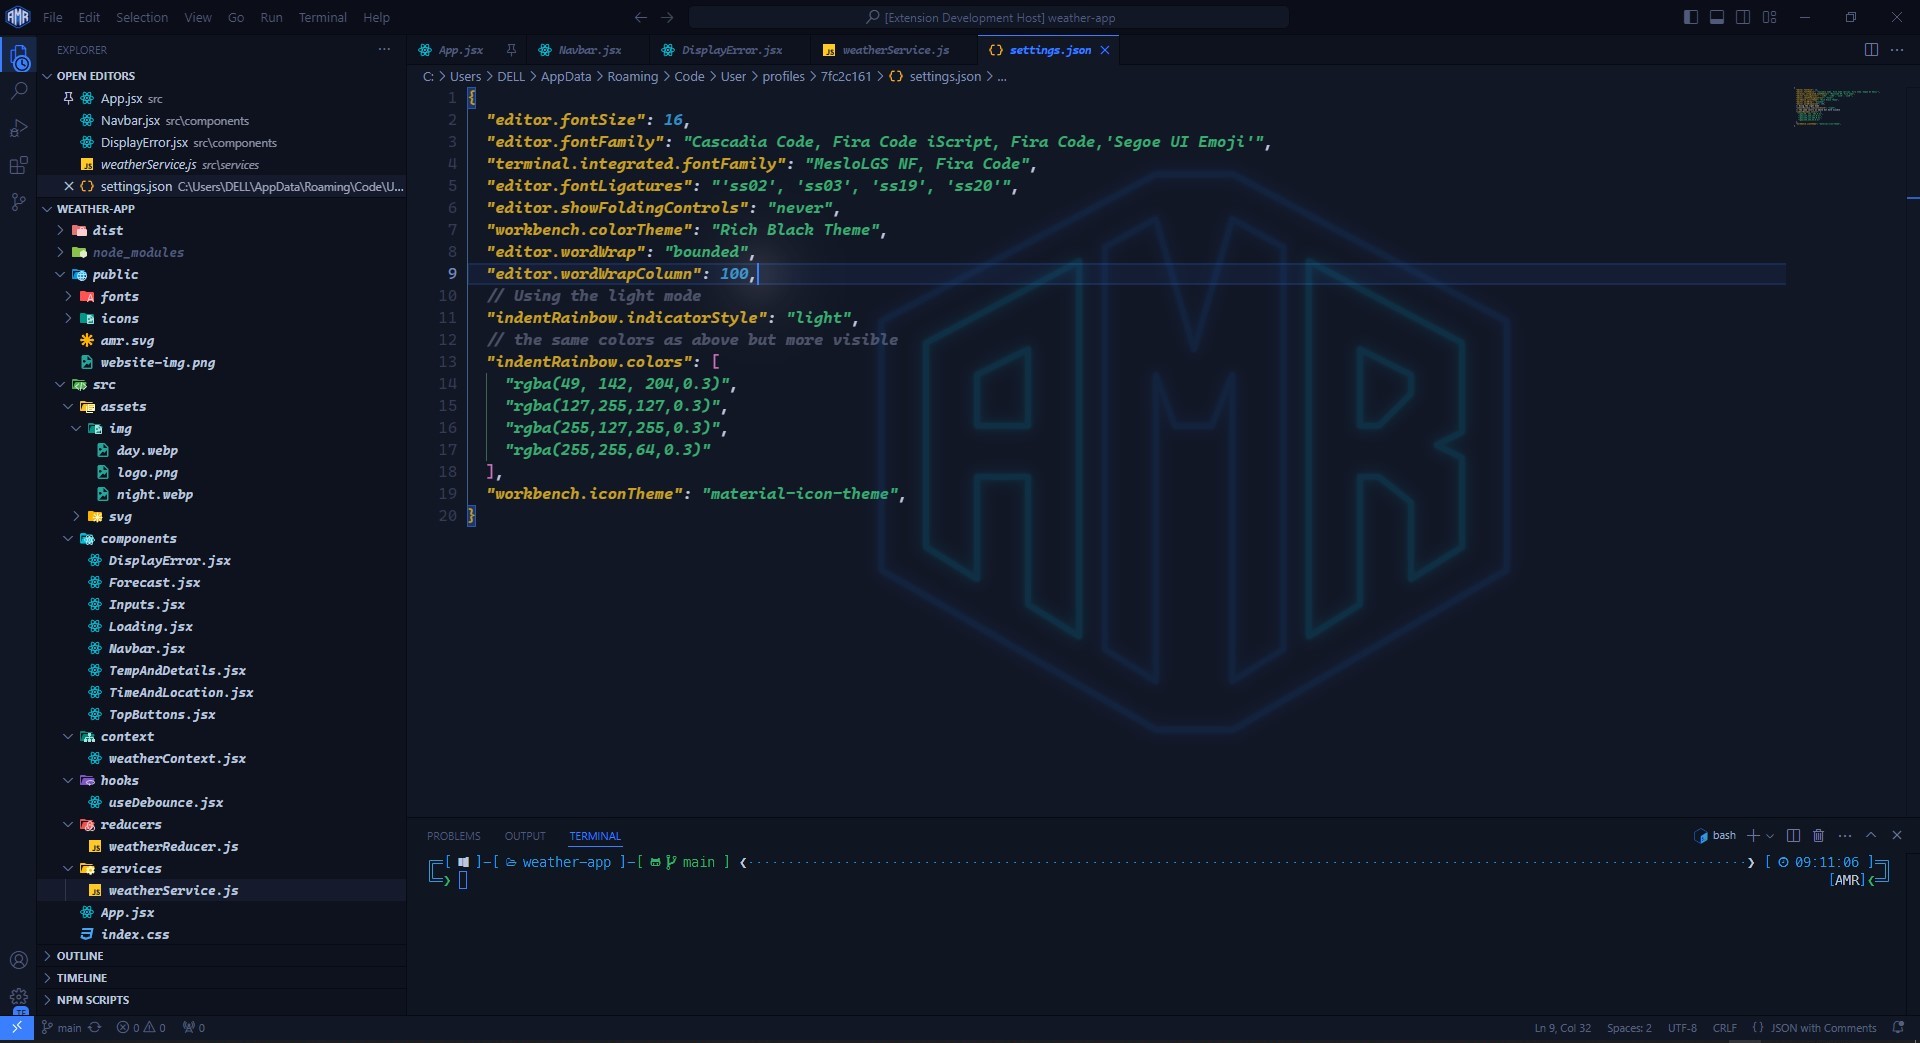 AMR File Edit Selection View Go Run Terminal Help [Extension Development Host] weather-app
EXPLORER
OPEN EDITORS
App.jsx src
Navbar.jsx src\components
DisplayError.jsx src\components
weatherService.js src\services
settings.json C:\Users\DELL\AppData\Roaming\Code\U...
WEATHER-APP
dist
node_modules
public
fonts
icons
amr.svg
website-img.png
src
assets
img
day.webp
logo.png
night.webp
svg
components
DisplayError.jsx
Forecast.jsx
Inputs.jsx
Loading.jsx
Navbar.jsx
TempAndDetails.jsx
TimeAndLocation.jsx
TopButtons.jsx
context
weatherContext.jsx
hooks
useDebounce.jsx
reducers
weatherReducer.js
services
weatherService.js
App.jsx
index.css
OUTLINE
TIMELINE
NPM SCRIPTS
App.jsx Navbar.jsx DisplayError.jsx weatherService.js settings.json
C: > Users > DELL > AppData > Roaming > Code > User > profiles > 7fc2c161 > {} settings.json > ...
1 {
2 "editor.fontSize": 16,
3 "editor.fontFamily": "Cascadia Code, Fira Code iScript, Fira Code,'Segoe UI Emoji'",
4 "terminal.integrated.fontFamily": "MesloLGS NF, Fira Code",
5 "editor.fontLigatures": "'ss02', 'ss03', 'ss19', 'ss20'",
6 "editor.showFoldingControls": "never",
7 "workbench.colorTheme": "Rich Black Theme",
8 "editor.wordWrap": "bounded",
9 "editor.wordWrapColumn": 100,
10 // Using the light mode
11 "indentRainbow.indicatorStyle": "light",
12 // the same colors as above but more visible
13 "indentRainbow.colors": [
14 "rgba(49, 142, 204,0.3)",
15 "rgba(127,255,127,0.3)",
16 "rgba(255,127,255,0.3)",
17 "rgba(255,255,64,0.3)"
18 ],
19 "workbench.iconTheme": "material-icon-theme",
20 }
AMR
PROBLEMS OUTPUT TERMINAL bash
[ ]-[ weather-app ]-[ main ] [ 09:11:06 ]
[AMR]
TE
main 0 0 0 Ln 9, Col 32 Spaces: 2 UTF-8 CRLF {} JSON with Comments